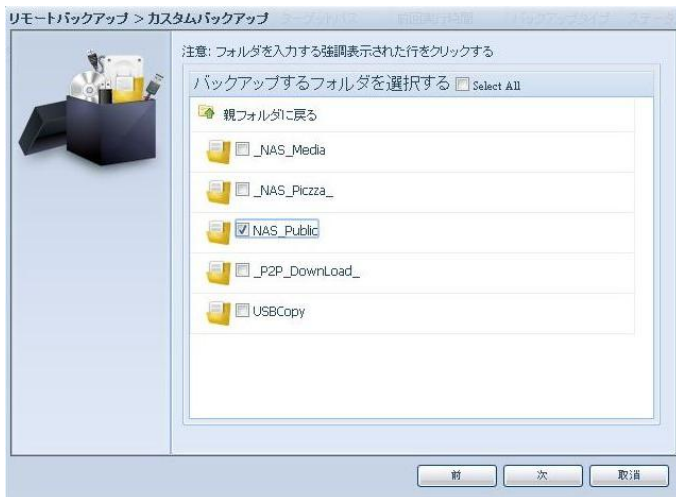 リモートバックアップ > カスタムバックアップ
注意: フォルダを入力する強調表示された行をクリックする
バックアップするフォルダを選択する Select All
親フォルダに戻る
_NAS_Media
_NAS_Piczza_
NAS_Public
_P2P_DownLoad_
USBCopy
前 次 取消